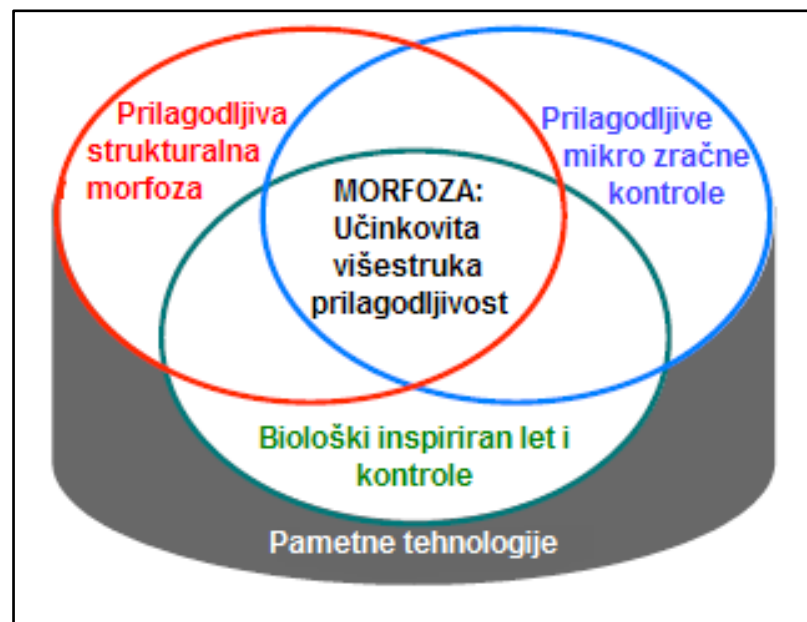 Prilagodljiva
strukturalna
morfoza
Prilagodljive
mikro zračne
kontrole
MORFOZA:
Učinkovita
višestruka
prilagodljivost
Biološki inspiriran let i
kontrole
Pametne tehnologije